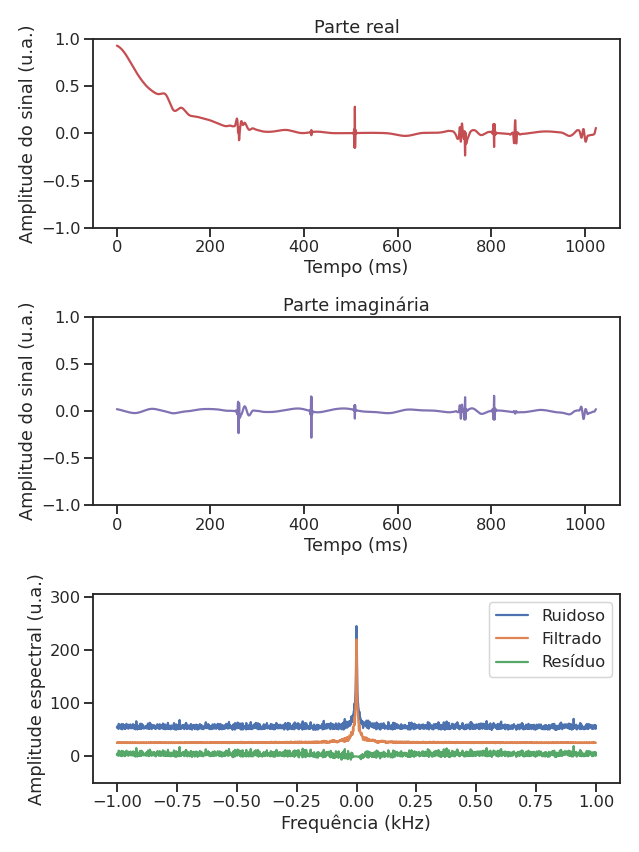 Parte real
Amplitude do sinal (u.a.)
1.0
0.5
0.0
−0.5
−1.0
0 200 400 600 800 1000
Tempo (ms)
Parte imaginária
Amplitude do sinal (u.a.)
1.0
0.5
0.0
−0.5
−1.0
0 200 400 600 800 1000
Tempo (ms)
Amplitude espectral (u.a.)
300
200
100
0
Ruidoso
Filtrado
Resíduo
−1.00 −0.75 −0.50 −0.25 0.00 0.25 0.50 0.75 1.00
Frequência (kHz)